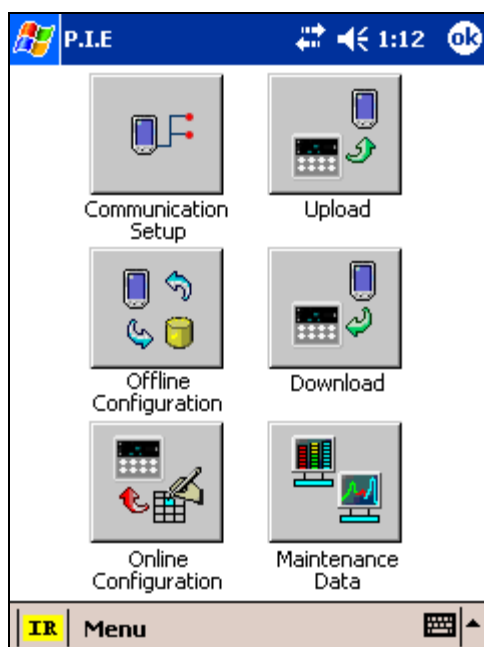 P.I.E 1:12 ok
Communication
Setup
Upload
Offline
Configuration
Download
Online
Configuration
Maintenance
Data
IR Menu